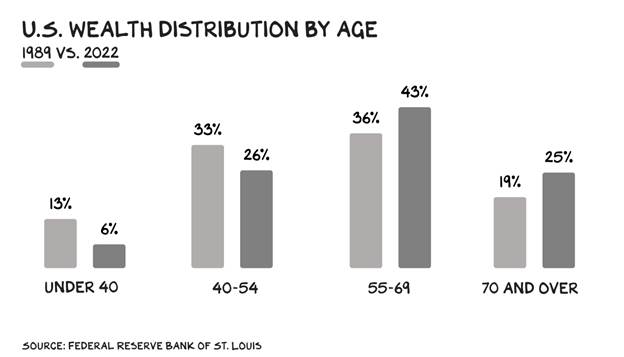 U.S. WEALTH DISTRIBUTION BY AGE
1989 VS. 2022
13%
6%
33%
26%
36%
43%
19%
25%
UNDER 40
40-54
55-69
70 AND OVER
SOURCE: FEDERAL RESERVE BANK OF ST. LOUIS